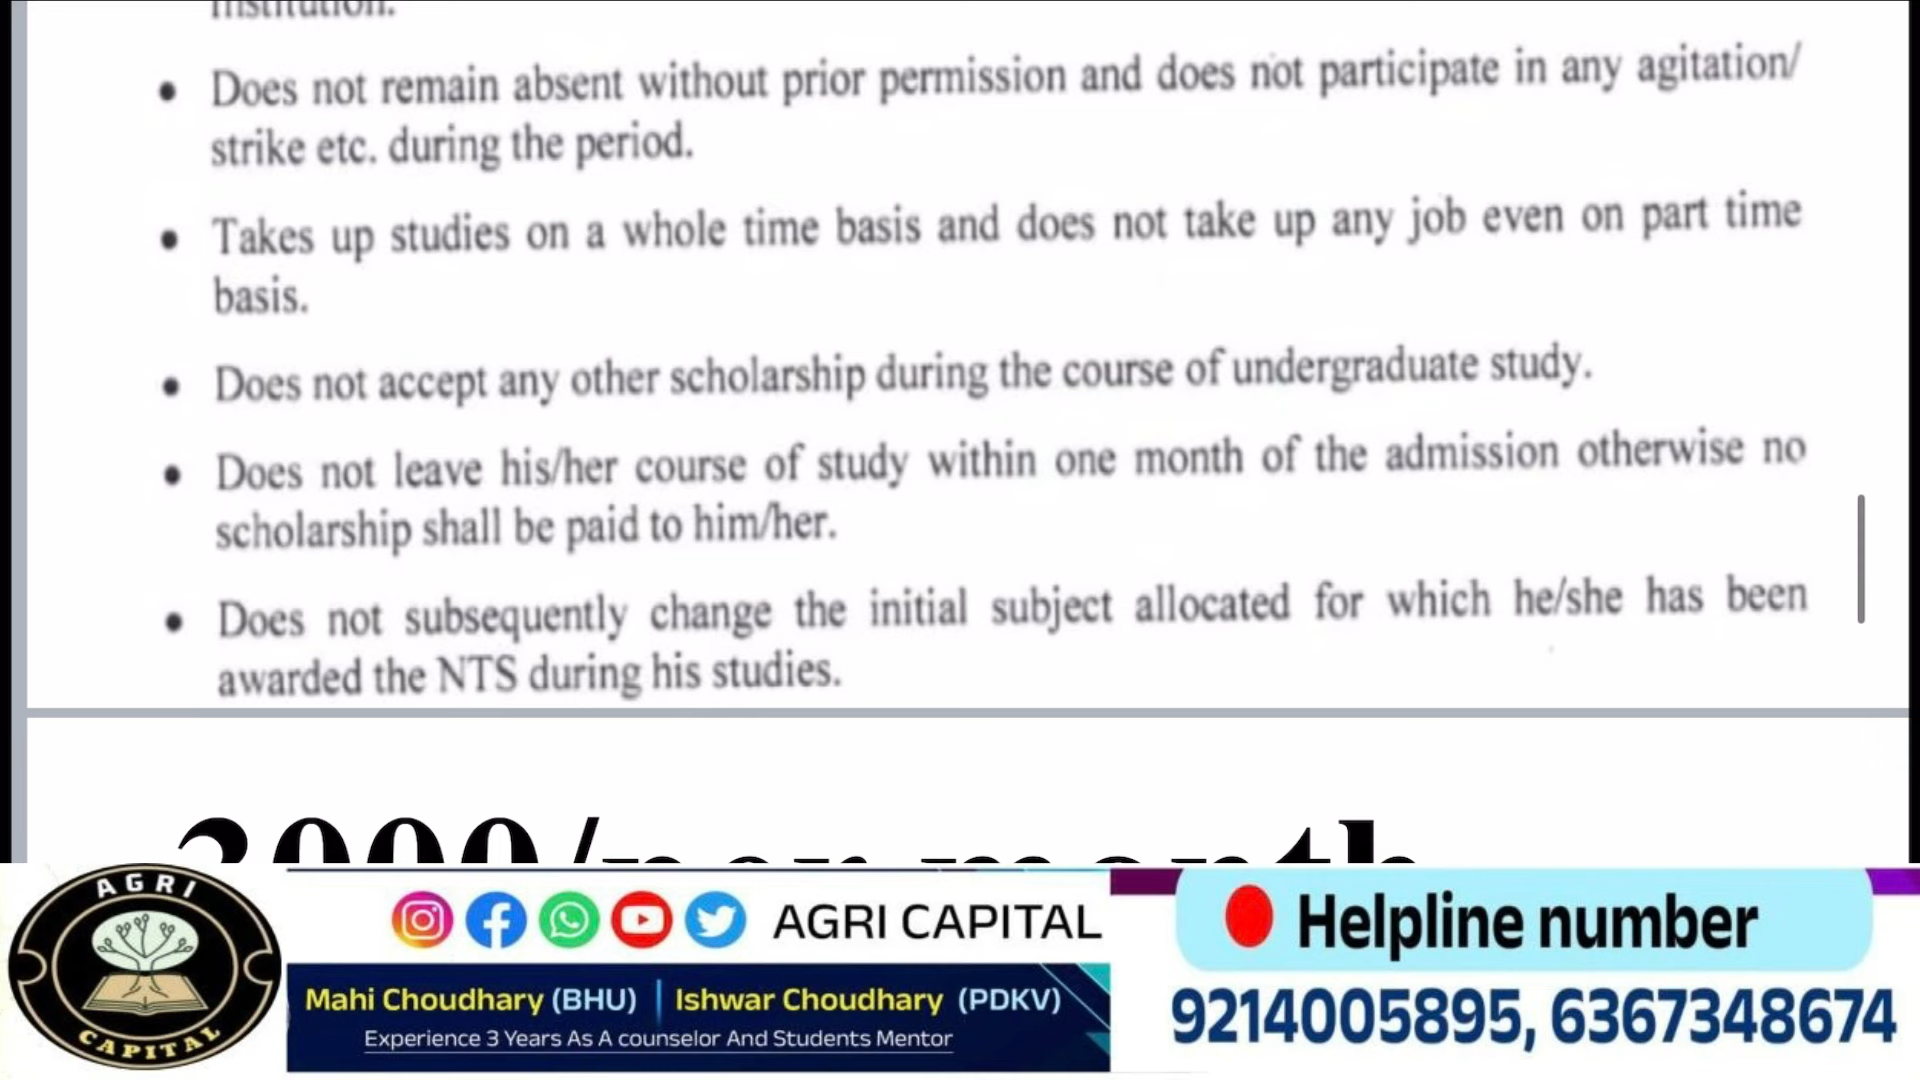 institution.
• Does not remain absent without prior permission and does not participate in any agitation/
strike etc. during the period.
• Takes up studies on a whole time basis and does not take up any job even on part time
basis.
• Does not accept any other scholarship during the course of undergraduate study.
• Does not leave his/her course of study within one month of the admission otherwise no
scholarship shall be paid to him/her.
• Does not subsequently change the initial subject allocated for which he/she has been
awarded the NTS during his studies.
3000/per month
AGRI
CAPITAL
AGRI CAPITAL
Mahi Choudhary (BHU) | Ishwar Choudhary (PDKV)
Experience 3 Years As A counselor And Students Mentor
Helpline number
9214005895, 6367348674